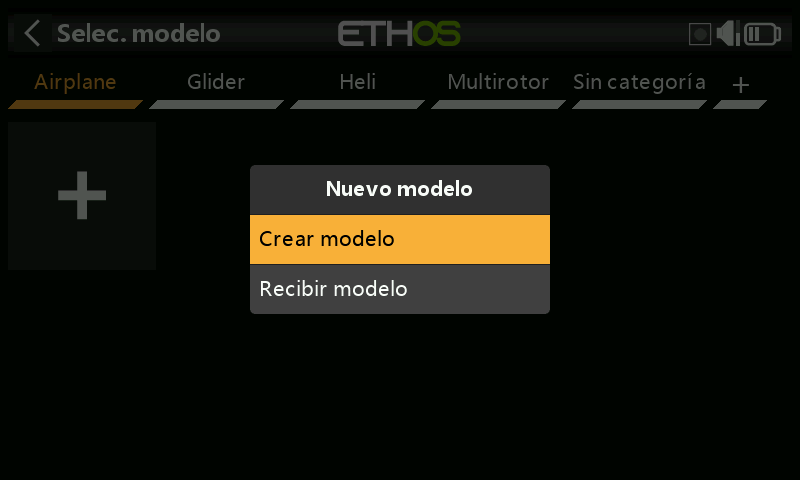 Selec. modelo
ETHOS
Airplane
Glider
Heli
Multirotor
Sin categoría
+
Nuevo modelo
Crear modelo
Recibir modelo